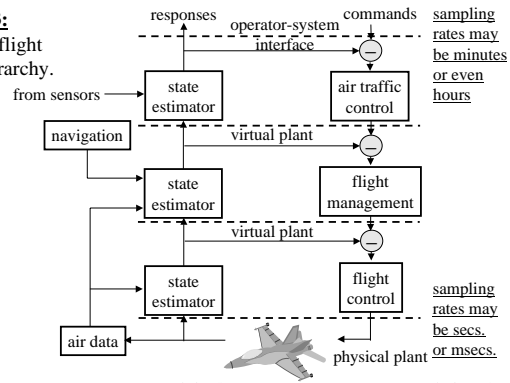 flight
rarchy.
responses
commands
operator-system
interface
sampling
rates may
be minutes
or even
hours
from sensors
state
estimator
air traffic
control
navigation
virtual plant
state
estimator
flight
management
virtual plant
state
estimator
flight
control
sampling
rates may
be secs.
or msecs.
air data
physical plant